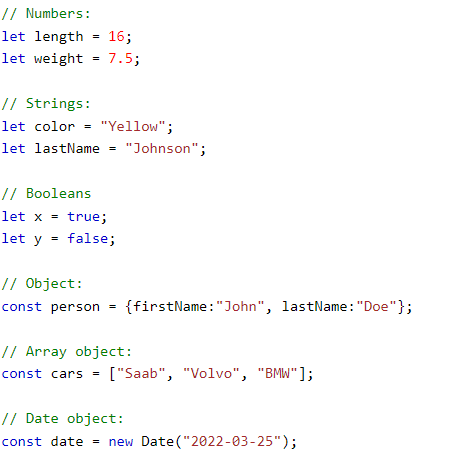 // Numbers:
let length = 16;
let weight = 7.5;

// Strings:
let color = "Yellow";
let lastName = "Johnson";

// Booleans
let x = true;
let y = false;

// Object:
const person = {firstName:"John", lastName:"Doe"};

// Array object:
const cars = ["Saab", "Volvo", "BMW"];

// Date object:
const date = new Date("2022-03-25");